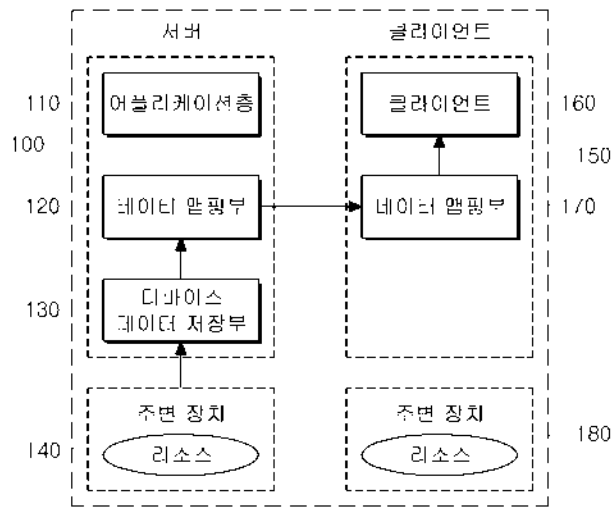 서버
클라이언트
110
어플리케이션층
클라이언트
160
100
150
120
데이터 맵핑부
데이터 맵핑부
170
130
디바이스
데이터 저장부
주변 장치
주변 장치
140
리소스
리소스
180